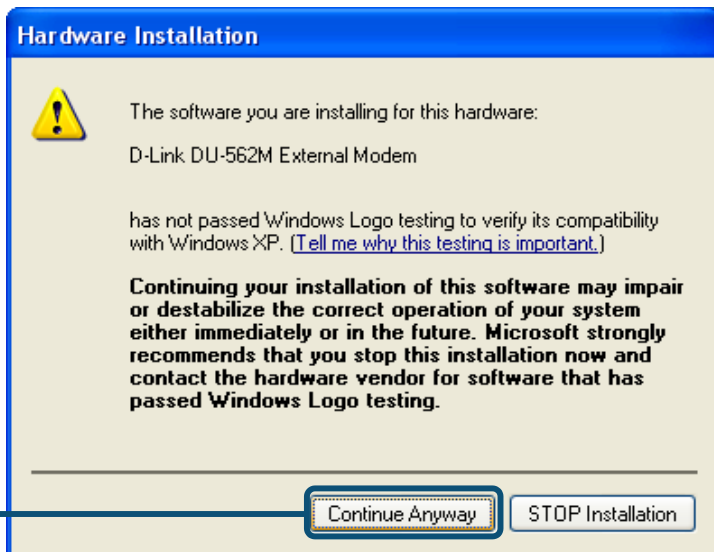 Hardware Installation
The software you are installing for this hardware:
D-Link DU-562M External Modem
has not passed Windows Logo testing to verify its compatibility
with Windows XP. (Tell me why this testing is important.)
Continuing your installation of this software may impair
or destabilize the correct operation of your system
either immediately or in the future. Microsoft strongly
recommends that you stop this installation now and
contact the hardware vendor for software that has
passed Windows Logo testing.
Continue Anyway STOP Installation